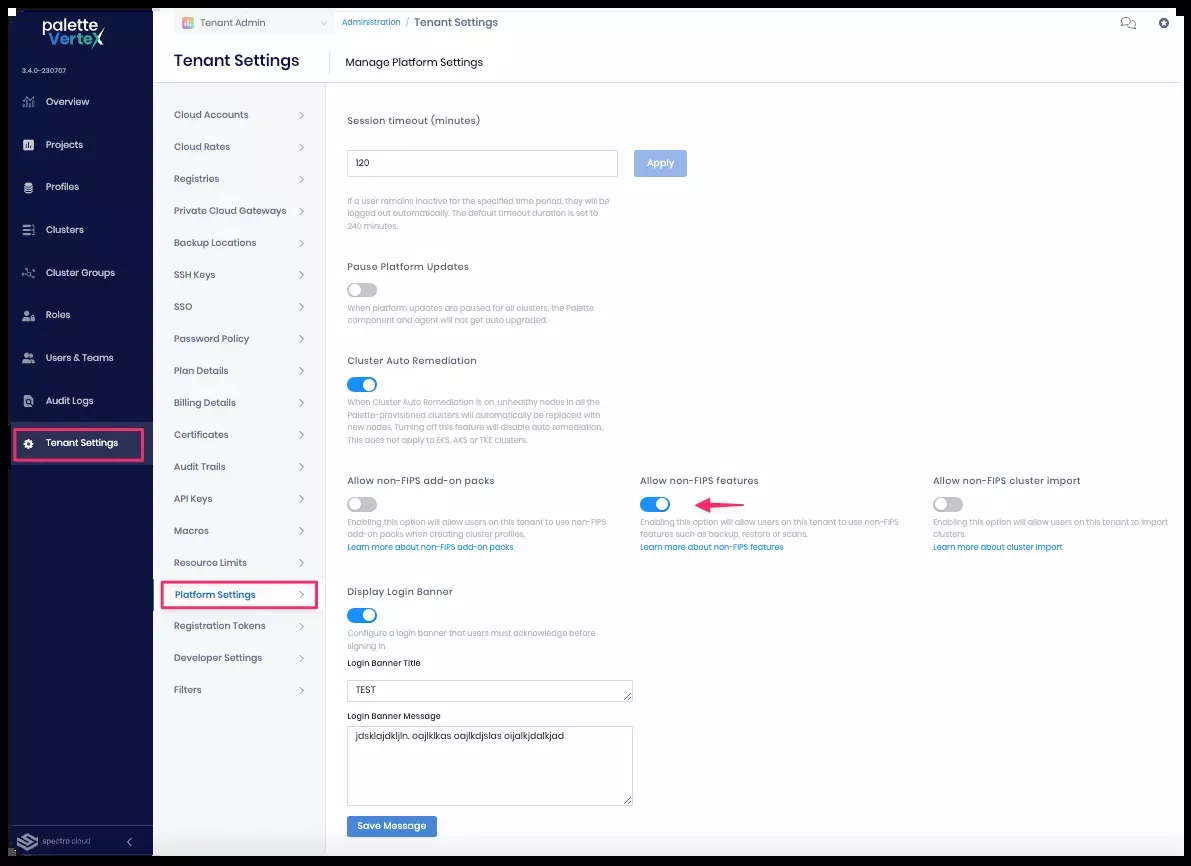 palette
VerteX
3.4.0-230707
Overview
Projects
Profiles
Clusters
Cluster Groups
Roles
Users & Teams
Audit Logs
Tenant Settings
spectro cloud
Tenant Admin
Administration / Tenant Settings
Tenant Settings
Manage Platform Settings
Cloud Accounts
Cloud Rates
Registries
Private Cloud Gateways
Backup Locations
SSH Keys
SSO
Password Policy
Plan Details
Billing Details
Certificates
Audit Trails
API Keys
Macros
Resource Limits
Platform Settings
Registration Tokens
Developer Settings
Filters
Session timeout (minutes)
120
Apply
If a user remains inactive for the specified time period, they will be
logged out automatically. The default timeout duration is set to
240 minutes.
Pause Platform Updates
When platform updates are paused for all clusters, the Palette
component and agent will not get auto upgraded.
Cluster Auto Remediation
When Cluster Auto Remediation is on, unhealthy nodes in all the
Palette-provisioned clusters will automatically be replaced with
new nodes. Turning off this feature will disable auto remediation.
This does not apply to EKS, AKS or TKE clusters.
Allow non-FIPS add-on packs
Enabling this option will allow users on this tenant to use non-FIPS
add-on packs when creating cluster profiles.
Learn more about non-FIPS add-on packs
Allow non-FIPS features
Enabling this option will allow users on this tenant to use non-FIPS
features such as backup, restore or scans.
Learn more about non-FIPS features
Allow non-FIPS cluster import
Enabling this option will allow users on this tenant to import
clusters.
Learn more about cluster import
Display Login Banner
Configure a login banner that users must acknowledge before
signing in
Login Banner Title
TEST
Login Banner Message
jdsklajdkljln. oajlklkas oajlkdjslas oijalkjdalkjad
Save Message